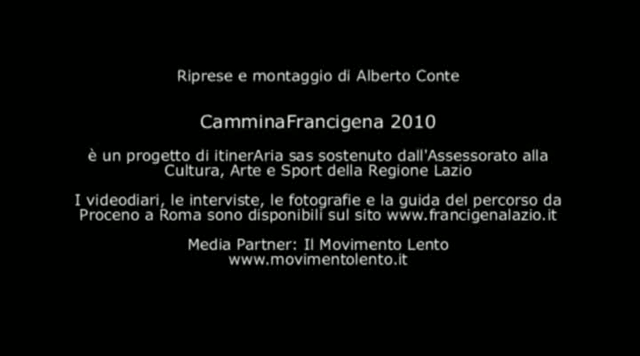 Riprese e montaggio di Alberto Conte
CamminaFrancigena 2010
è un progetto di itinerAria sas sostenuto dall'Assessorato alla
Cultura, Arte e Sport della Regione Lazio
I videodiari, le interviste, le fotografie e la guida del percorso da
Proceno a Roma sono disponibili sul sito www.francigenalazio.it
Media Partner: Il Movimento Lento
www.movimentolento.it